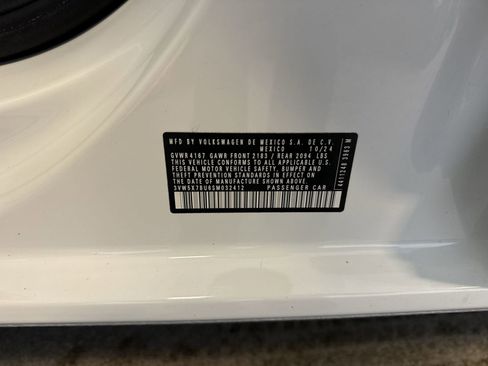 MFD BY VOLKSWAGEN DE MEXICO S.A. DE C.V.
MEXICO 10/24
GVWR 4167 GAWR FRONT 2183 / REAR 2094 LBS
THIS VEHICLE CONFORMS TO ALL APPLICABLE U.S.
FEDERAL MOTOR VEHICLE SAFETY, BUMPER AND
THEFT PREVENTION STANDARDS IN EFFECT ON
THE DATE OF MANUFACTURE SHOWN ABOVE.
3VW5X7BU6SM032412 PASSENGER CAR
4411248 3983 M